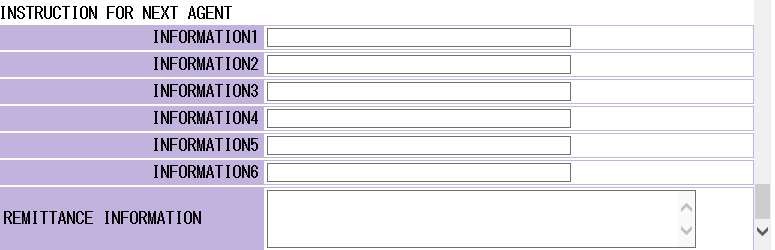 INSTRUCTION FOR NEXT AGENT
INFORMATION1
INFORMATION2
INFORMATION3
INFORMATION4
INFORMATION5
INFORMATION6
REMITTANCE INFORMATION